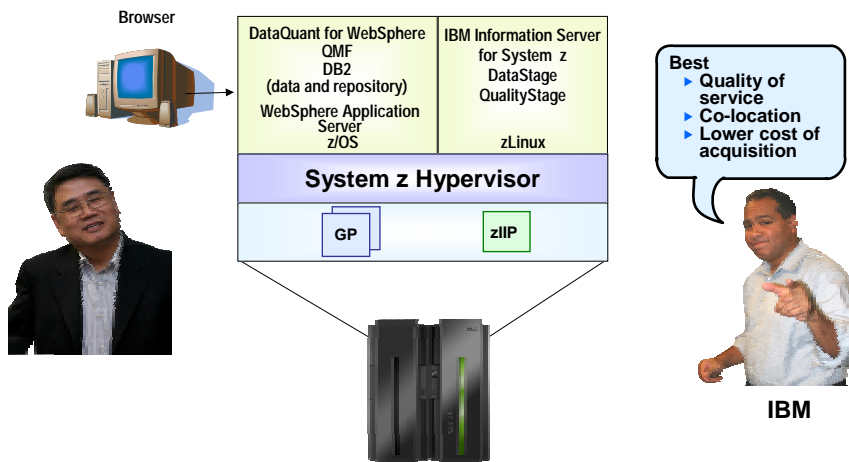 Browser
DataQuant for WebSphere
QMF
DB2
(data and repository)
WebSphere Application
Server
z/OS
IBM Information Server
for System z
DataStage
QualityStage
zLinux
Best
Quality of
service
Co-location
Lower cost of
acquisition
System z Hypervisor
GP
zIIP
IBM